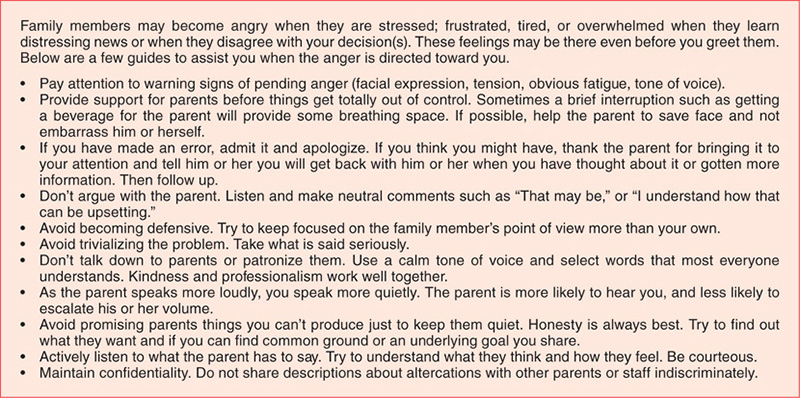 Family members may become angry when they are stressed; frustrated, tired, or overwhelmed when they learn
distressing news or when they disagree with your decision(s). These feelings may be there even before you greet them.
Below are a few guides to assist you when the anger is directed toward you.
• Pay attention to warning signs of pending anger (facial expression, tension, obvious fatigue, tone of voice).
• Provide support for parents before things get totally out of control. Sometimes a brief interruption such as getting
a beverage for the parent will provide some breathing space. If possible, help the parent to save face and not
embarrass him or herself.
• If you have made an error, admit it and apologize. If you think you might have, thank the parent for bringing it to
your attention and tell him or her you will get back with him or her when you have thought about it or gotten more
information. Then follow up.
• Don’t argue with the parent. Listen and make neutral comments such as “That may be,” or “I understand how that
can be upsetting.”
• Avoid becoming defensive. Try to keep focused on the family member’s point of view more than your own.
• Avoid trivializing the problem. Take what is said seriously.
• Don’t talk down to parents or patronize them. Use a calm tone of voice and select words that most everyone
understands. Kindness and professionalism work well together.
• As the parent speaks more loudly, you speak more quietly. The parent is more likely to hear you, and less likely to
escalate his or her volume.
• Avoid promising parents things you can’t produce just to keep them quiet. Honesty is always best. Try to find out
what they want and if you can find common ground or an underlying goal you share.
• Actively listen to what the parent has to say. Try to understand what they think and how they feel. Be courteous.
• Maintain confidentiality. Do not share descriptions about altercations with other parents or staff indiscriminately.